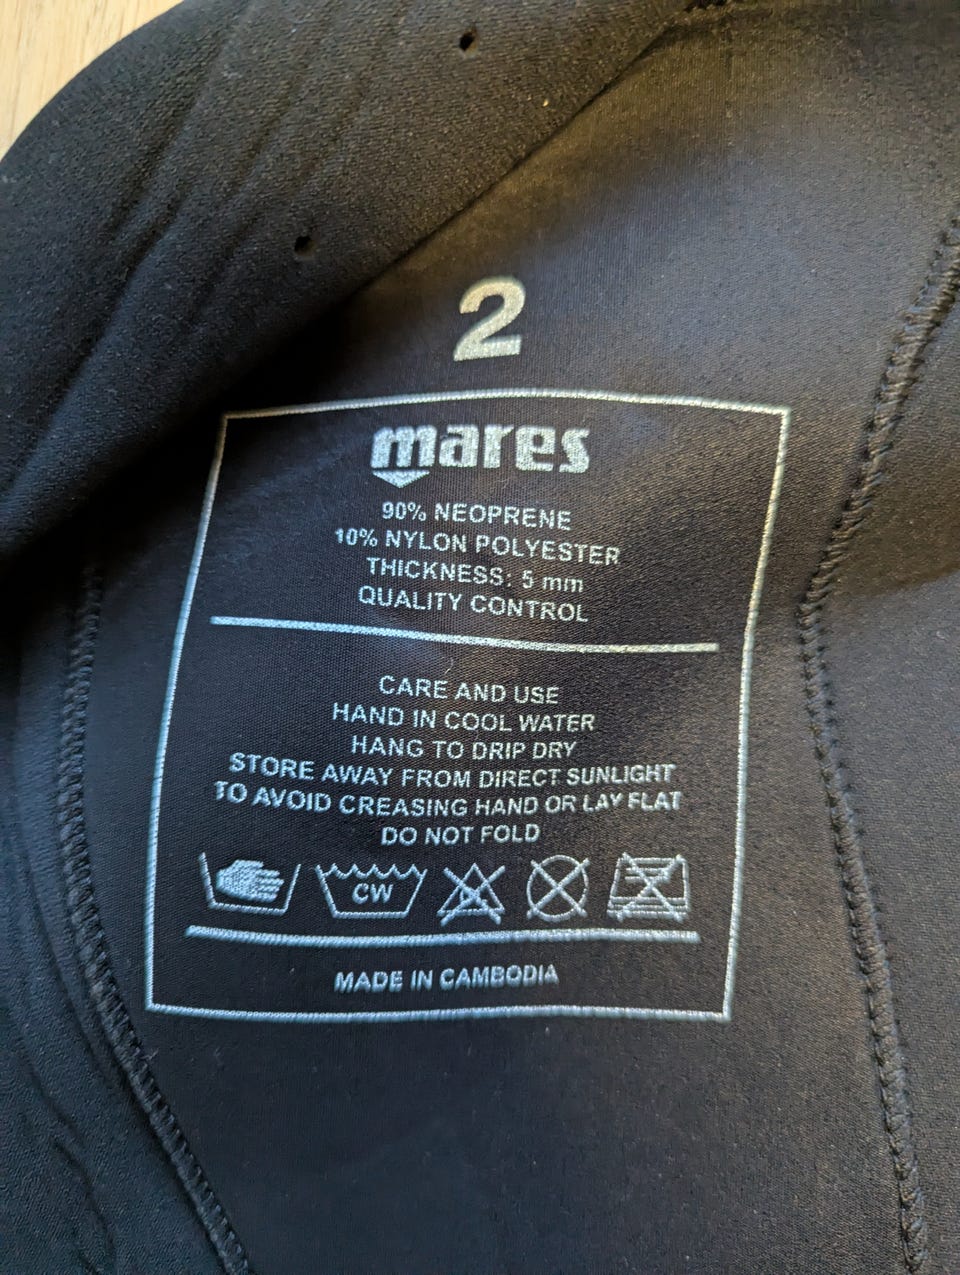 2
mares
90% NEOPRENE
10% NYLON POLYESTER
THICKNESS: 5 mm
QUALITY CONTROL
CARE AND USE
HAND IN COOL WATER
HANG TO DRIP DRY
STORE AWAY FROM DIRECT SUNLIGHT
TO AVOID CREASING HAND OR LAY FLAT
DO NOT FOLD
CW
MADE IN CAMBODIA